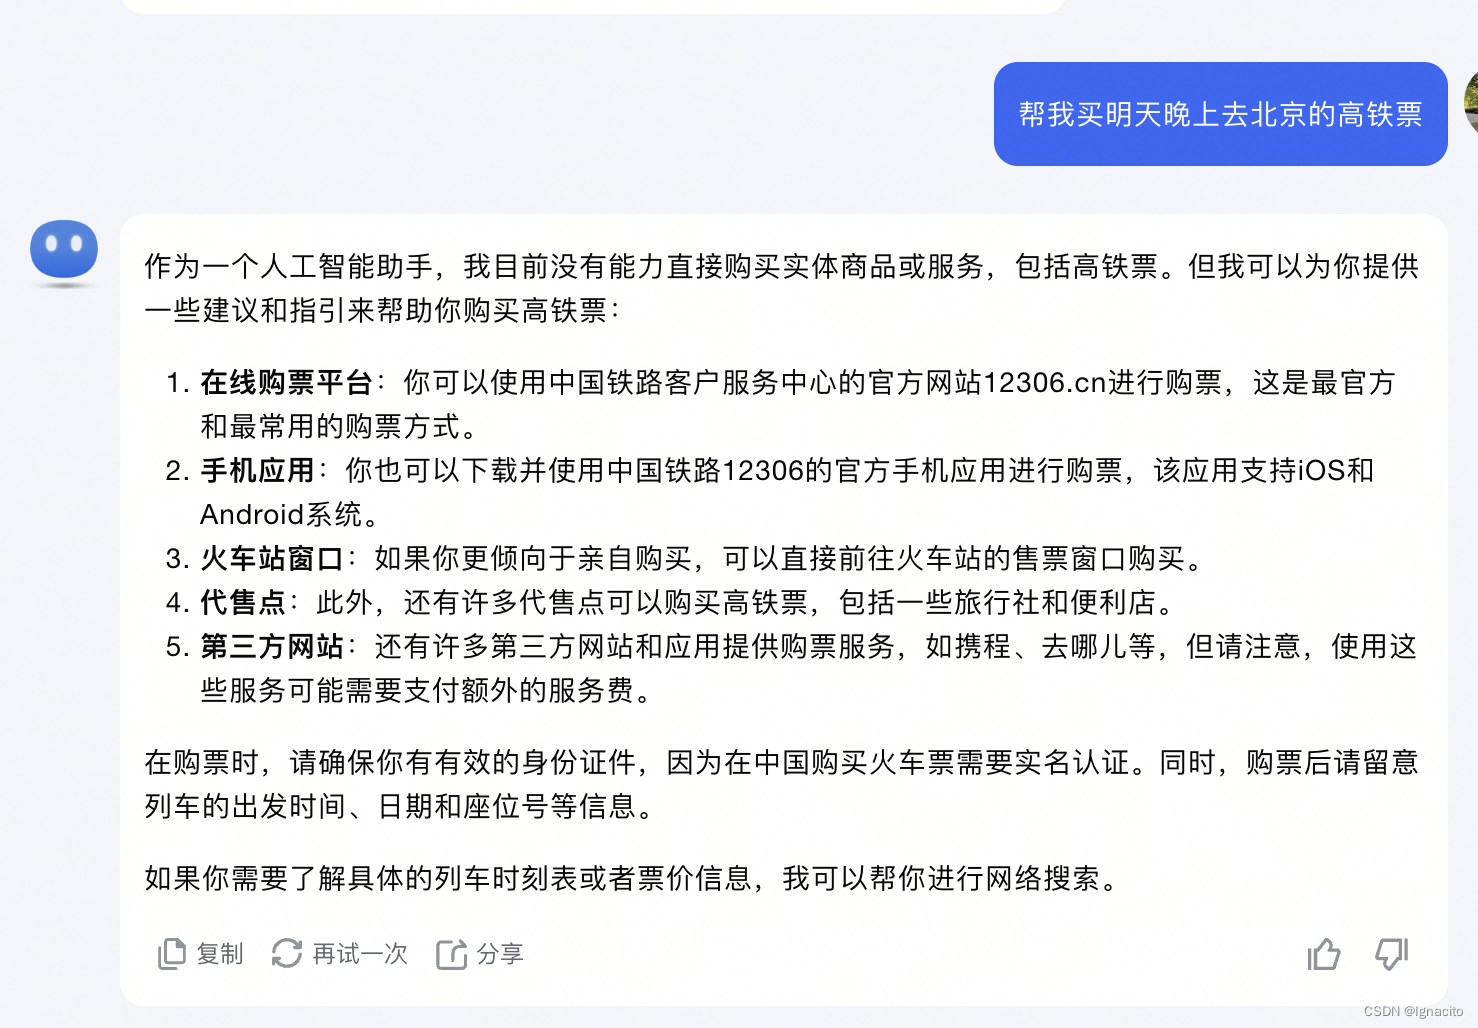 帮我买明天晚上去北京的高铁票
作为一个人工智能助手，我目前没有能力直接购买实体商品或服务，包括高铁票。但我可以为你提供
一些建议和指引来帮助你购买高铁票：
1. 在线购票平台：你可以使用中国铁路客户服务中心的官方网站12306.cn进行购票，这是最官方
和最常用的购票方式。
2. 手机应用：你也可以下载并使用中国铁路12306的官方手机应用进行购票，该应用支持iOS和
Android系统。
3. 火车站窗口：如果你更倾向于亲自购买，可以直接前往火车站的售票窗口购买。
4. 代售点：此外，还有许多代售点可以购买高铁票，包括一些旅行社和便利店。
5. 第三方网站：还有许多第三方网站和应用提供购票服务，如携程、去哪儿等，但请注意，使用这
些服务可能需要支付额外的服务费。
在购票时，请确保你有有效的身份证件，因为在中国购买火车票需要实名认证。同时，购票后请留意
列车的出发时间、日期和座位号等信息。
如果你需要了解具体的列车时刻表或者票价信息，我可以帮你进行网络搜索。
复制 再试一次 分享
CSDN @Ignacito